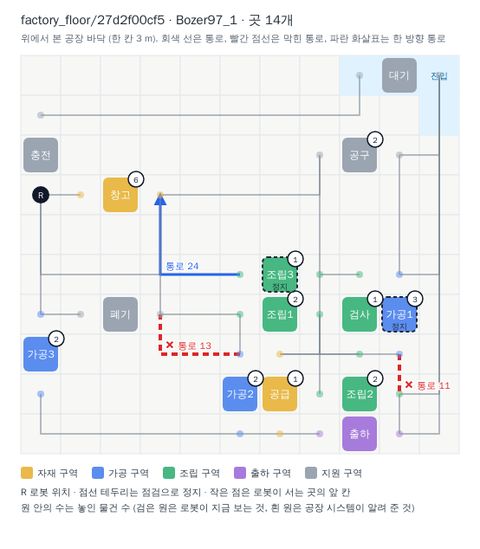 factory_floor/27d2f00cf5 · Bozer97_1 · 곳 14개
위에서 본 공장 바닥 (한 칸 3 m). 회색 선은 통로, 빨간 점선은 막힌 통로, 파란 화살표는 한 방향 통로
대기
전립
충전
2
공구
R
6
창고
통로 24
1
조립3
정지
폐기
2
조립1
1
검사
3
가공1
정지
2
가공3
× 통로 13
× 통로 11
2
가공2
1
공급
2
조립2
출하
자재 구역
가공 구역
조립 구역
출하 구역
지원 구역
R 로봇 위치 · 점선 테두리는 점검으로 정지 · 작은 점은 로봇이 서는 곳의 앞 칸
원 안의 수는 놓인 물건 수 (검은 원은 로봇이 지금 보는 것, 흰 원은 공장 시스템이 알려 준 것)